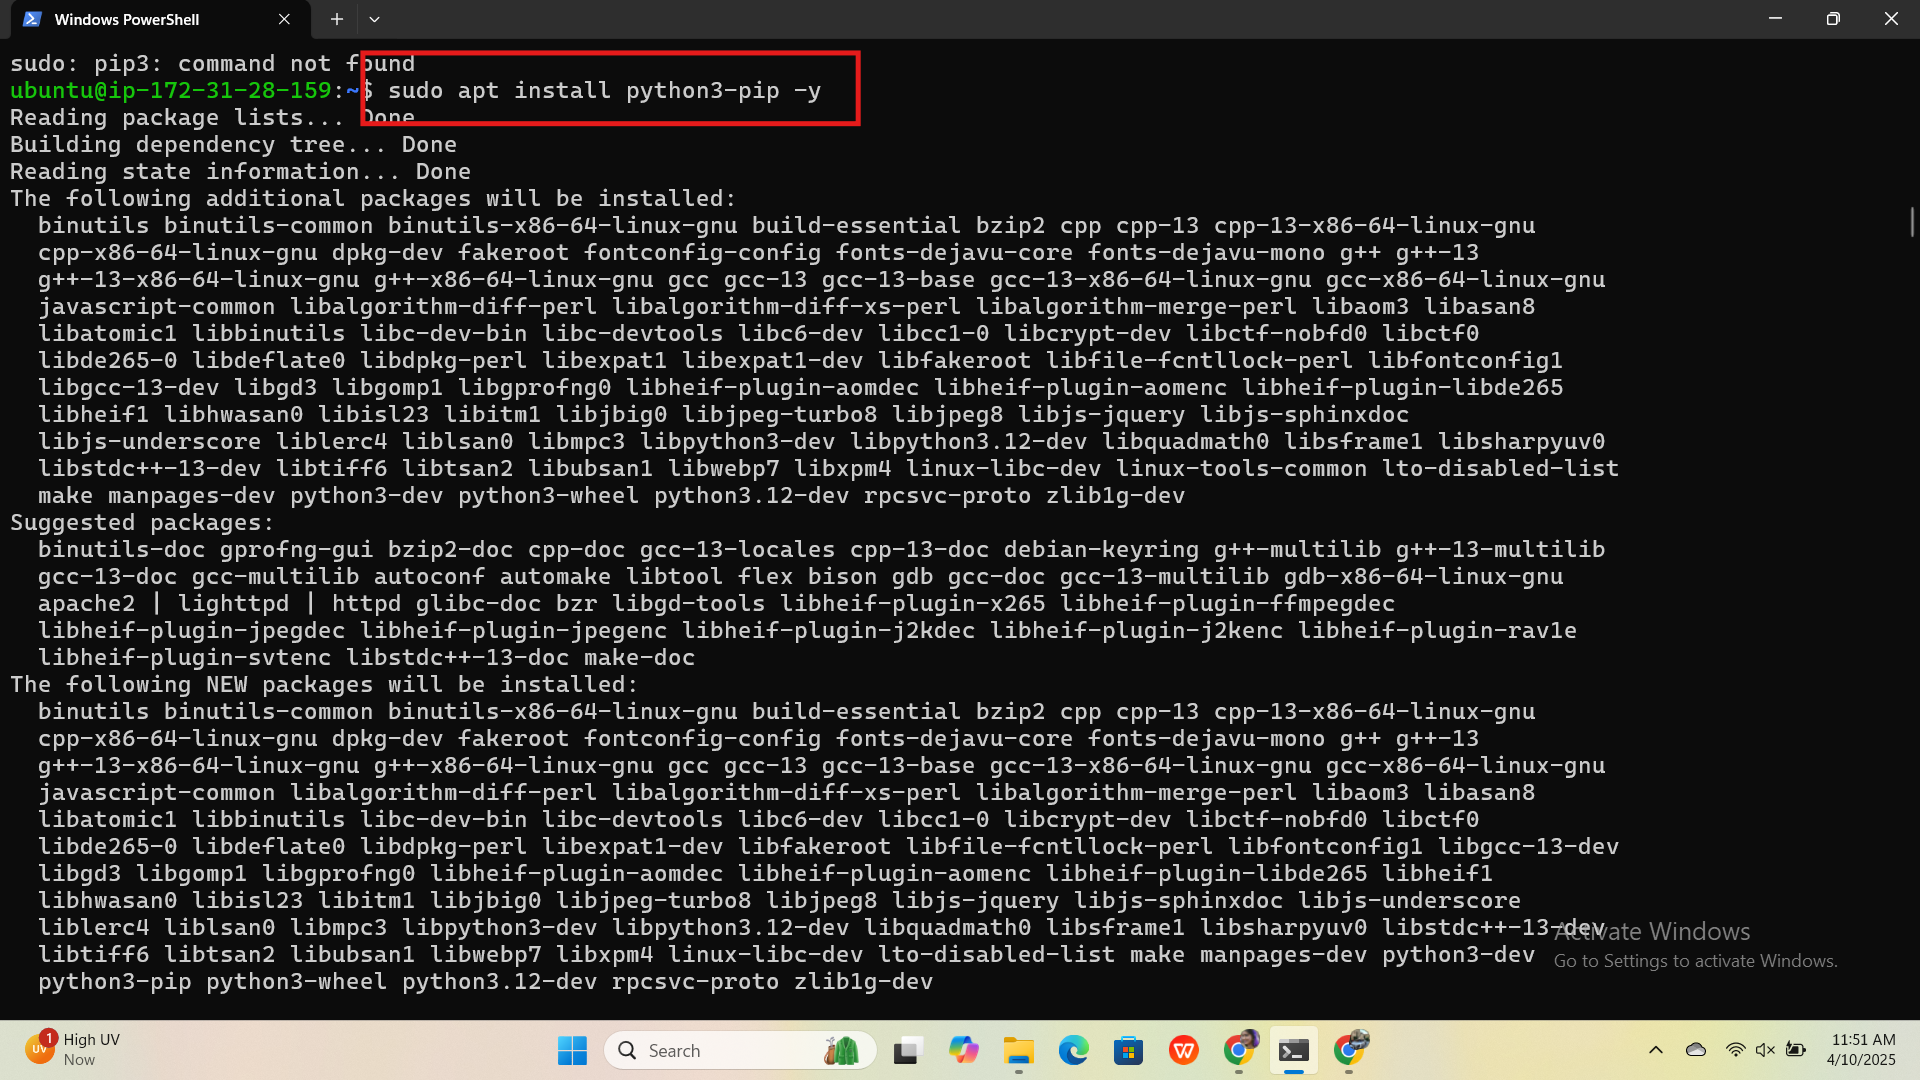 Windows PowerShell
sudo: pip3: command not found
ubuntu@ip-172-31-28-159:~$ sudo apt install python3-pip -y
Reading package lists... Done
Building dependency tree... Done
Reading state information... Done
The following additional packages will be installed:
  binutils binutils-common binutils-x86-64-linux-gnu build-essential bzip2 cpp cpp-13 cpp-13-x86-64-linux-gnu
  cpp-x86-64-linux-gnu dpkg-dev fakeroot fontconfig-config fonts-dejavu-core fonts-dejavu-mono g++ g++-13
  g++-13-x86-64-linux-gnu g++-x86-64-linux-gnu gcc gcc-13 gcc-13-base gcc-13-x86-64-linux-gnu gcc-x86-64-linux-gnu
  javascript-common libalgorithm-diff-perl libalgorithm-diff-xs-perl libalgorithm-merge-perl libaom3 libasan8
  libatomic1 libbinutils libc-dev-bin libc-devtools libc6-dev libcc1-0 libcrypt-dev libctf-nobfd0 libctf0
  libde265-0 libdeflate0 libdpkg-perl libexpat1 libexpat1-dev libfakeroot libfile-fcntllock-perl libfontconfig1
  libgcc-13-dev libgd3 libgomp1 libgprofng0 libheif-plugin-aomdec libheif-plugin-aomenc libheif-plugin-libde265
  libheif1 libhwasan0 libisl23 libitm1 libjbig0 libjpeg-turbo8 libjpeg8 libjs-jquery libjs-sphinxdoc
  libjs-underscore liblerc4 liblsan0 libmpc3 libpython3-dev libpython3.12-dev libquadmath0 libsframe1 libsharpyuv0
  libstdc++-13-dev libtiff6 libtsan2 libubsan1 libwebp7 libxpm4 linux-libc-dev linux-tools-common lto-disabled-list
  make manpages-dev python3-dev python3-wheel python3.12-dev rpcsvc-proto zlib1g-dev
Suggested packages:
  binutils-doc gprofng-gui bzip2-doc cpp-doc gcc-13-locales cpp-13-doc debian-keyring g++-multilib g++-13-multilib
  gcc-13-doc gcc-multilib autoconf automake libtool flex bison gdb gcc-doc gcc-13-multilib gdb-x86-64-linux-gnu
  apache2 | lighttpd | httpd glibc-doc bzr libgd-tools libheif-plugin-x265 libheif-plugin-ffmpegdec
  libheif-plugin-jpegdec libheif-plugin-jpegenc libheif-plugin-j2kdec libheif-plugin-j2kenc libheif-plugin-rav1e
  libheif-plugin-svtenc libstdc++-13-doc make-doc
The following NEW packages will be installed:
  binutils binutils-common binutils-x86-64-linux-gnu build-essential bzip2 cpp cpp-13 cpp-13-x86-64-linux-gnu
  cpp-x86-64-linux-gnu dpkg-dev fakeroot fontconfig-config fonts-dejavu-core fonts-dejavu-mono g++ g++-13
  g++-13-x86-64-linux-gnu g++-x86-64-linux-gnu gcc gcc-13 gcc-13-base gcc-13-x86-64-linux-gnu gcc-x86-64-linux-gnu
  javascript-common libalgorithm-diff-perl libalgorithm-diff-xs-perl libalgorithm-merge-perl libaom3 libasan8
  libatomic1 libbinutils libc-dev-bin libc-devtools libc6-dev libcc1-0 libcrypt-dev libctf-nobfd0 libctf0
  libde265-0 libdeflate0 libdpkg-perl libexpat1-dev libfakeroot libfile-fcntllock-perl libfontconfig1 libgcc-13-dev
  libgd3 libgomp1 libgprofng0 libheif-plugin-aomdec libheif-plugin-aomenc libheif-plugin-libde265 libheif1
  libhwasan0 libisl23 libitm1 libjbig0 libjpeg-turbo8 libjpeg8 libjs-jquery libjs-sphinxdoc libjs-underscore
  liblerc4 liblsan0 libmpc3 libpython3-dev libpython3.12-dev libquadmath0 libsframe1 libsharpyuv0 libstdc++-13-dev
  libtiff6 libtsan2 libubsan1 libwebp7 libxpm4 linux-libc-dev lto-disabled-list make manpages-dev python3-dev
  python3-pip python3-wheel python3.12-dev rpcsvc-proto zlib1g-dev
Activate Windows
Go to Settings to activate Windows.
UV
1
High UV
Now
Search
11:51 AM
4/10/2025